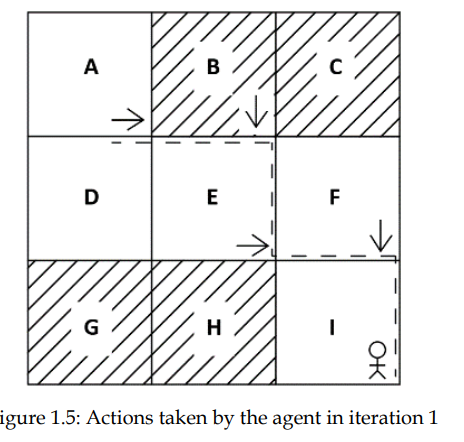 A B C
D E F
G H I
igure 1.5: Actions taken by the agent in iteration 1